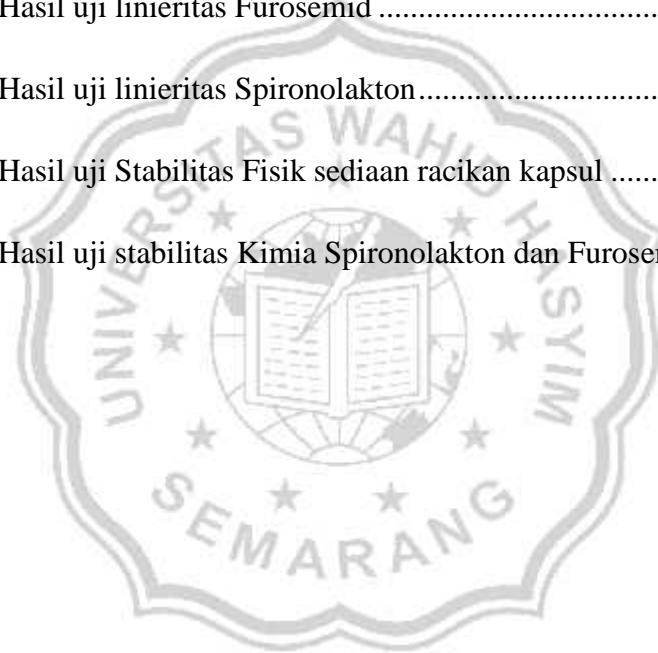 Hasil uji linieritas Furosemid ...................................
Hasil uji linieritas Spironolakton..........................
Hasil uji Stabilitas Fisik sediaan racikan kapsul ......
Hasil uji stabilitas Kimia Spironolakton dan Furosem
UNIVERSITAS WAHID HASYIM
SEMARANG